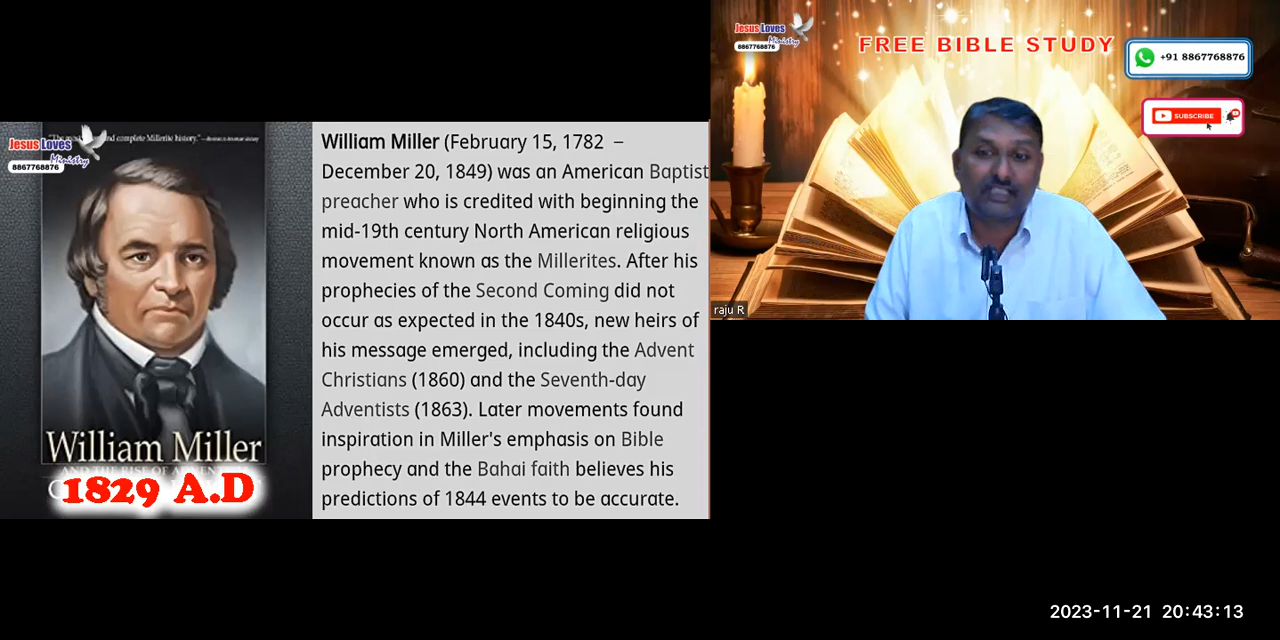 Jesus Loves
Ministry
8867768876
complete Millerite history."
William Miller
1829 A.D
William Miller (February 15, 1782 –
December 20, 1849) was an American Baptist
preacher who is credited with beginning the
mid-19th century North American religious
movement known as the Millerites. After his
prophecies of the Second Coming did not
occur as expected in the 1840s, new heirs of
his message emerged, including the Advent
Christians (1860) and the Seventh-day
Adventists (1863). Later movements found
inspiration in Miller's emphasis on Bible
prophecy and the Bahai faith believes his
predictions of 1844 events to be accurate.
Jesus Loves
Ministry
8867768876
FREE BIBLE STUDY
+91 8867768876
SUBSCRIBE
raju R
2023-11-21 20:43:13